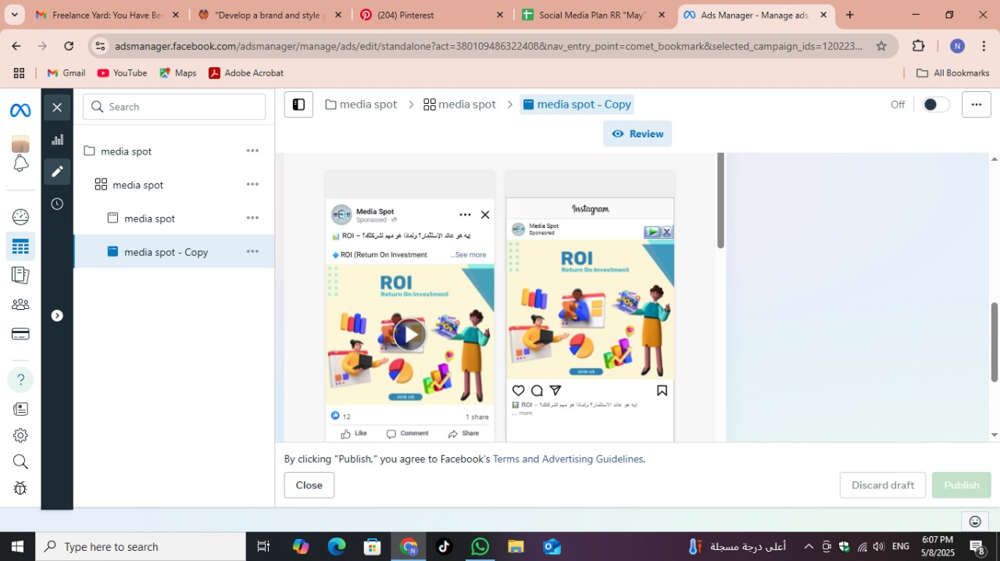 Freelance Yard: You Have Be
"Develop a brand and style g
(204) Pinterest
Social Media Plan RR "May"
Ads Manager - Manage ads
adsmanager.facebook.com/adsmanager/manage/ads/edit/standalone?act=380109486322408&nav_entry_point=comet_bookmark&selected_campaign_ids=120223...
N
Gmail
YouTube
Maps
Adobe Acrobat
All Bookmarks
Search
media spot
media spot
media spot - Copy
Off
Review
media spot
media spot
media spot
media spot - Copy
Media Spot
Sponsored
إيه هو عائد الاستثمار؟ ولماذا هو مهم لشركتك؟ – ROI
ROI (Return On Investment
...See more
ROI
Return On Investment
JOIN US
12
1 share
Like
Comment
Share
Instagram
Media Spot
Sponsored
ROI
Return On Investment
JOIN US
إيه هو عائد الاستثمار؟ ولماذا هو مهم لشركتك؟ – ROI
... more
By clicking "Publish," you agree to Facebook's Terms and Advertising Guidelines.
Close
Discard draft
Publish
Type here to search
أعلى درجة مسجلة
ENG
6:07 PM
5/8/2025
8